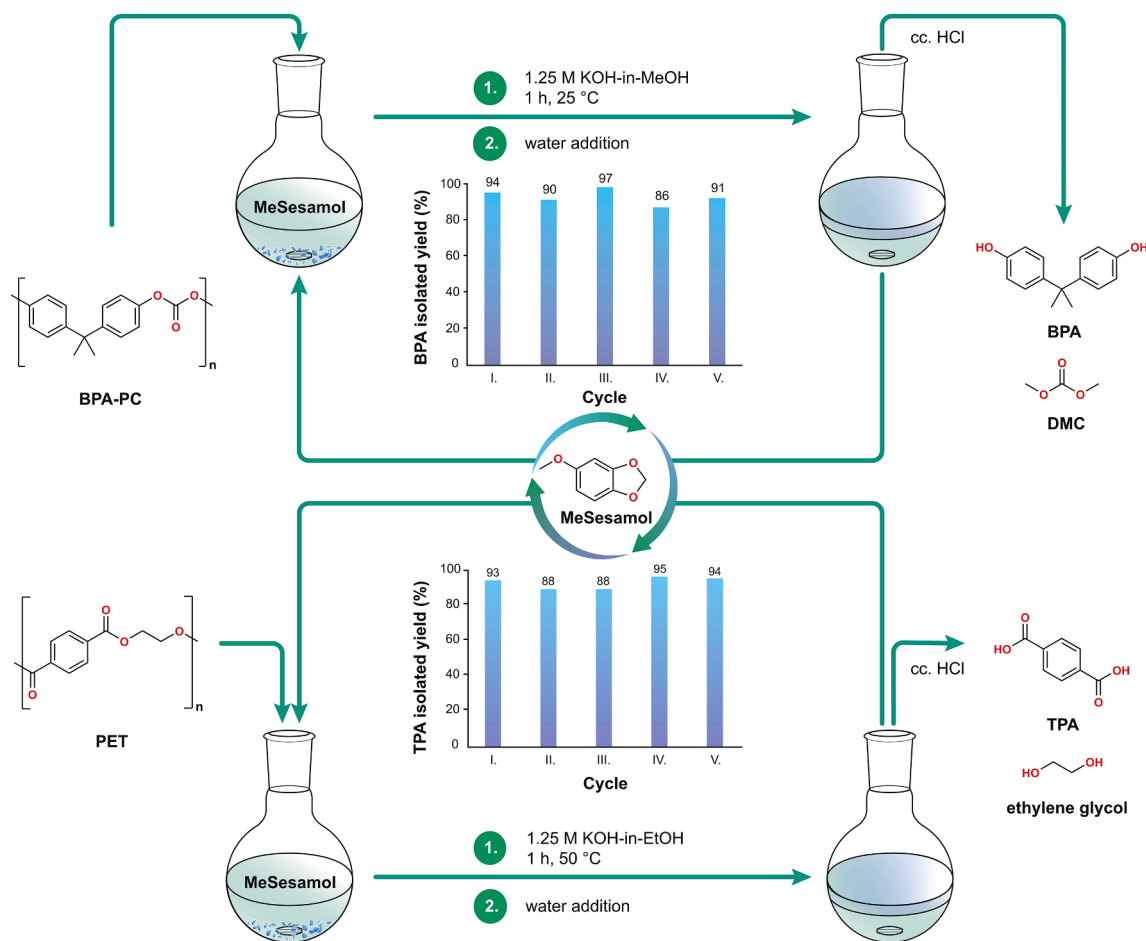 cc. HCl
1.
1.25 M KOH-in-MeOH
1 h, 25 °C
2.
water addition
MeSesamol
BPA isolated yield (%)
100
80
60
40
20
0
94
90
97
86
91
I.
II.
III.
IV.
V.
Cycle
O
O
O
n
BPA-PC
HO
OH
BPA
O
O
O
DMC
O
O
O
MeSesamol
TPA isolated yield (%)
100
80
60
40
20
0
93
88
88
95
94
I.
II.
III.
IV.
V.
Cycle
O
O
O
O
n
PET
cc. HCl
O
HO
OH
O
TPA
HO
OH
ethylene glycol
MeSesamol
1.
1.25 M KOH-in-EtOH
1 h, 50 °C
2.
water addition